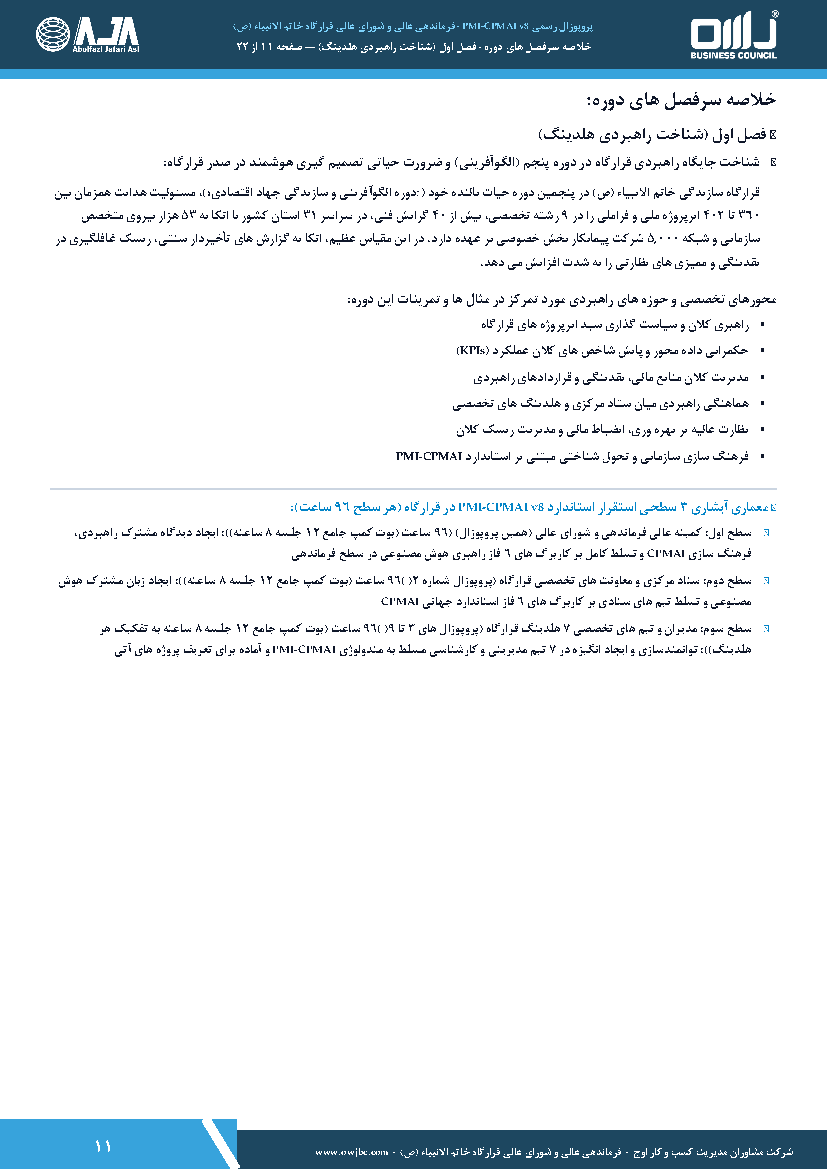 پروپوزال رسمی PMI-CPMAI v8 - فرماندهی عالی و شورای عالی قرارگاه خاتم الانبیاء (ص)
خلاصه سرفصل های دوره - فصل اول (شناخت راهبردی هلدینگ) — صفحه ۱۱ از ۲۲
AJA
Abolfazl Jafari Asl
BUSINESS COUNCIL
خلاصه سرفصل های دوره:
فصل اول (شناخت راهبردی هلدینگ)
شناخت جایگاه راهبردی قرارگاه در دوره پنجم (الگوآفرینی) و ضرورت حیاتی تصمیم گیری هوشمند در صدر قرارگاه:
قرارگاه سازندگی خاتم الانبیاء (ص) در پنجمین دوره حیات بالنده خود (:دوره الگوآفرینی و سازندگی جهاد اقتصادی»)، مسئولیت هدایت همزمان بین
۳۶۰ تا ۴۰۲ ابرپروژه ملی و فراملی را در ۹ رشته تخصصی، بیش از ۴۰ گرایش فنی، در سراسر ۳۱ استان کشور با اتکا به ۵۳ هزار نیروی متخصص
سازمانی و شبکه ۵,۰۰۰ شرکت پیمانکار بخش خصوصی بر عهده دارد، در این مقیاس عظیم، اتکا به گزارش های تأخیردار سنتی، ریسک غافلگیری در
نقدینگی و ممیزی های نظارتی را به شدت افزایش می دهد.
محورهای تخصصی و حوزه های راهبردی مورد تمرکز در مثال ها و تمرینات این دوره:
▪ راهبری کلان و سیاست گذاری سبد ابرپروژه های قرارگاه
▪ حکمرانی داده محور و پایش شاخص های کلان عملکرد (KPIs)
▪ مدیریت کلان منابع مالی، نقدینگی و قراردادهای راهبردی
▪ هماهنگی راهبردی میان ستاد مرکزی و هلدینگ های تخصصی
▪ نظارت عالیه بر بهره وری، انضباط مالی و مدیریت ریسک کلان
▪ فرهنگ سازی سازمانی و تحول شناختی مبتنی بر استاندارد PMI-CPMAI
معماری آبشاری ۳ سطحی استقرار استاندارد PMI-CPMAI v8 در قرارگاه (هر سطح ۹۶ ساعت):
سطح اول: کمیته عالی فرماندهی و شورای عالی (همین پروپوزال) (۹۶ ساعت (بوت کمپ جامع ۱۲ جلسه ۸ ساعته)): ایجاد دیدگاه مشترک راهبردی،
فرهنگ سازی CPMAI و تسلط کامل بر کاربرگ های ۶ فاز راهبری هوش مصنوعی در سطح فرماندهی
سطح دوم: ستاد مرکزی و معاونت های تخصصی قرارگاه (پروپوزال شماره ۲) (۹۶ ساعت (بوت کمپ جامع ۱۲ جلسه ۸ ساعته)): ایجاد زبان مشترک هوش
مصنوعی و تسلط تیم های ستادی بر کاربرگ های ۶ فاز استاندارد جهانی CPMAI
سطح سوم: مدیران و تیم های تخصصی ۷ هلدینگ قرارگاه (پروپوزال های ۳ تا ۹) (۹۶ ساعت (بوت کمپ جامع ۱۲ جلسه ۸ ساعته به تفکیک هر
هلدینگ)): توانمندسازی و ایجاد انگیزه در ۷ تیم مدیریتی و کارشناسی مسلط به متدولوژی PMI-CPMAI و آماده برای تعریف پروژه های آتی
شرکت مشاوران مدیریت کسب و کار اوج - فرماندهی عالی و شورای عالی قرارگاه خاتم الانبیاء (ص) - www.owjbc.com
۱۱